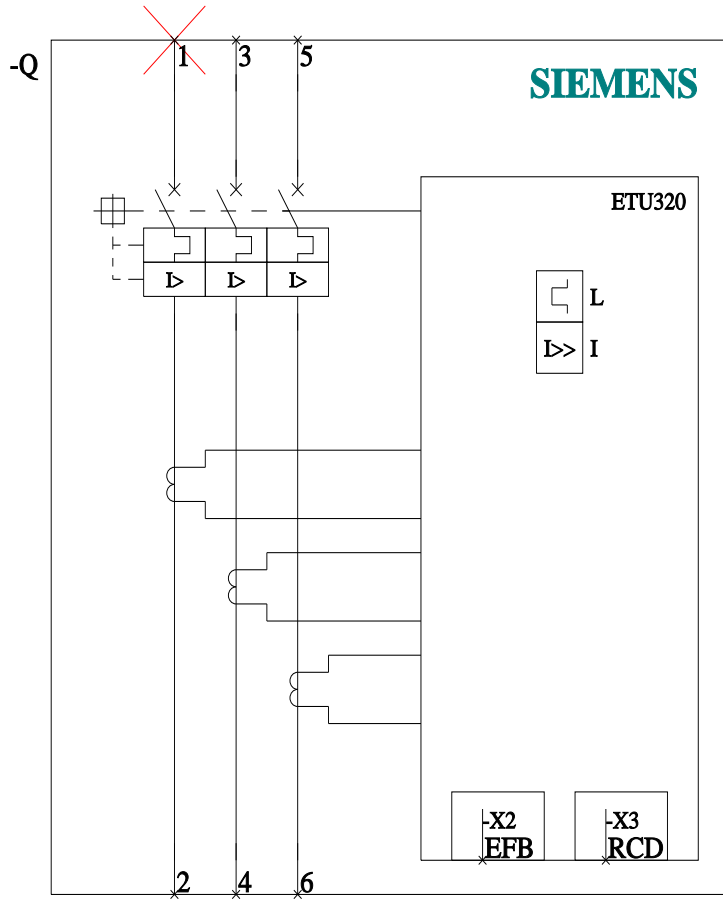 -Q
1 3 5
SIEMENS
ETU320
I> I> I>
L
I>> I
-X2
EFB
-X3
RCD
2 4 6